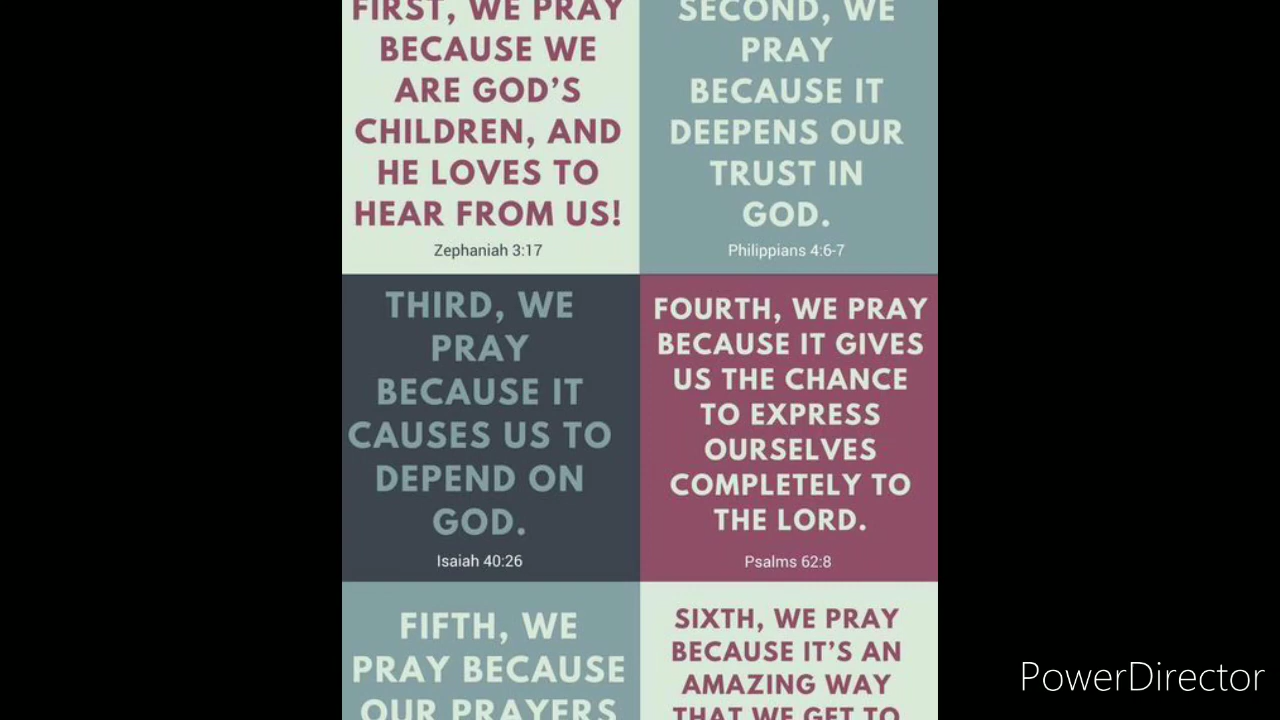 FIRST, WE PRAY
BECAUSE WE
ARE GOD'S
CHILDREN, AND
HE LOVES TO
HEAR FROM US!
Zephaniah 3:17
SECOND, WE
PRAY
BECAUSE IT
DEEPENS OUR
TRUST IN
GOD.
Philippians 4:6-7
THIRD, WE
PRAY
BECAUSE IT
CAUSES US TO
DEPEND ON
GOD.
Isaiah 40:26
FOURTH, WE PRAY
BECAUSE IT GIVES
US THE CHANCE
TO EXPRESS
OURSELVES
COMPLETELY TO
THE LORD.
Psalms 62:8
FIFTH, WE
PRAY BECAUSE
OUR PRAYERS
SIXTH, WE PRAY
BECAUSE IT'S AN
AMAZING WAY
THAT WE GET TO
PowerDirector